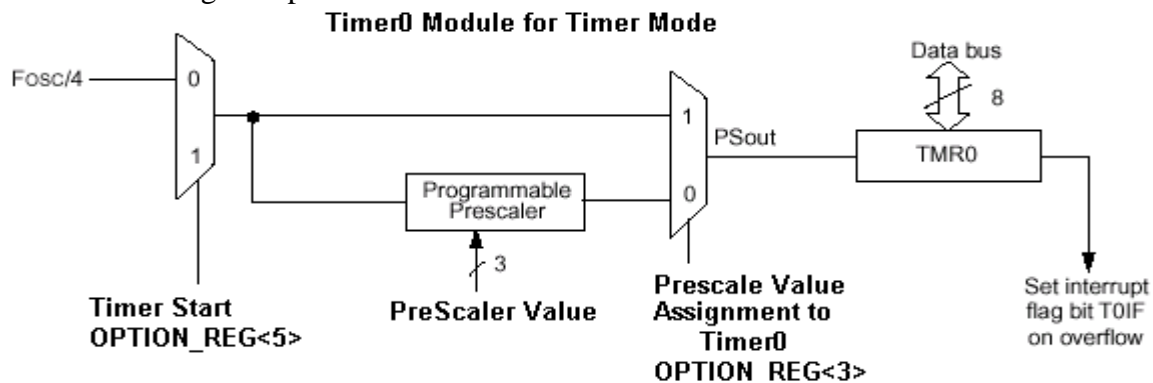 Timer0 Module for Timer Mode
Data bus
Fosc/4
0
8
1
PSout
TMR0
1
Programmable
Prescaler
0
3
Timer Start
OPTION_REG<5>
PreScaler Value
Prescale Value
Assignment to
Timer0
OPTION_REG<3>
Set interrupt
flag bit T0IF
on overflow